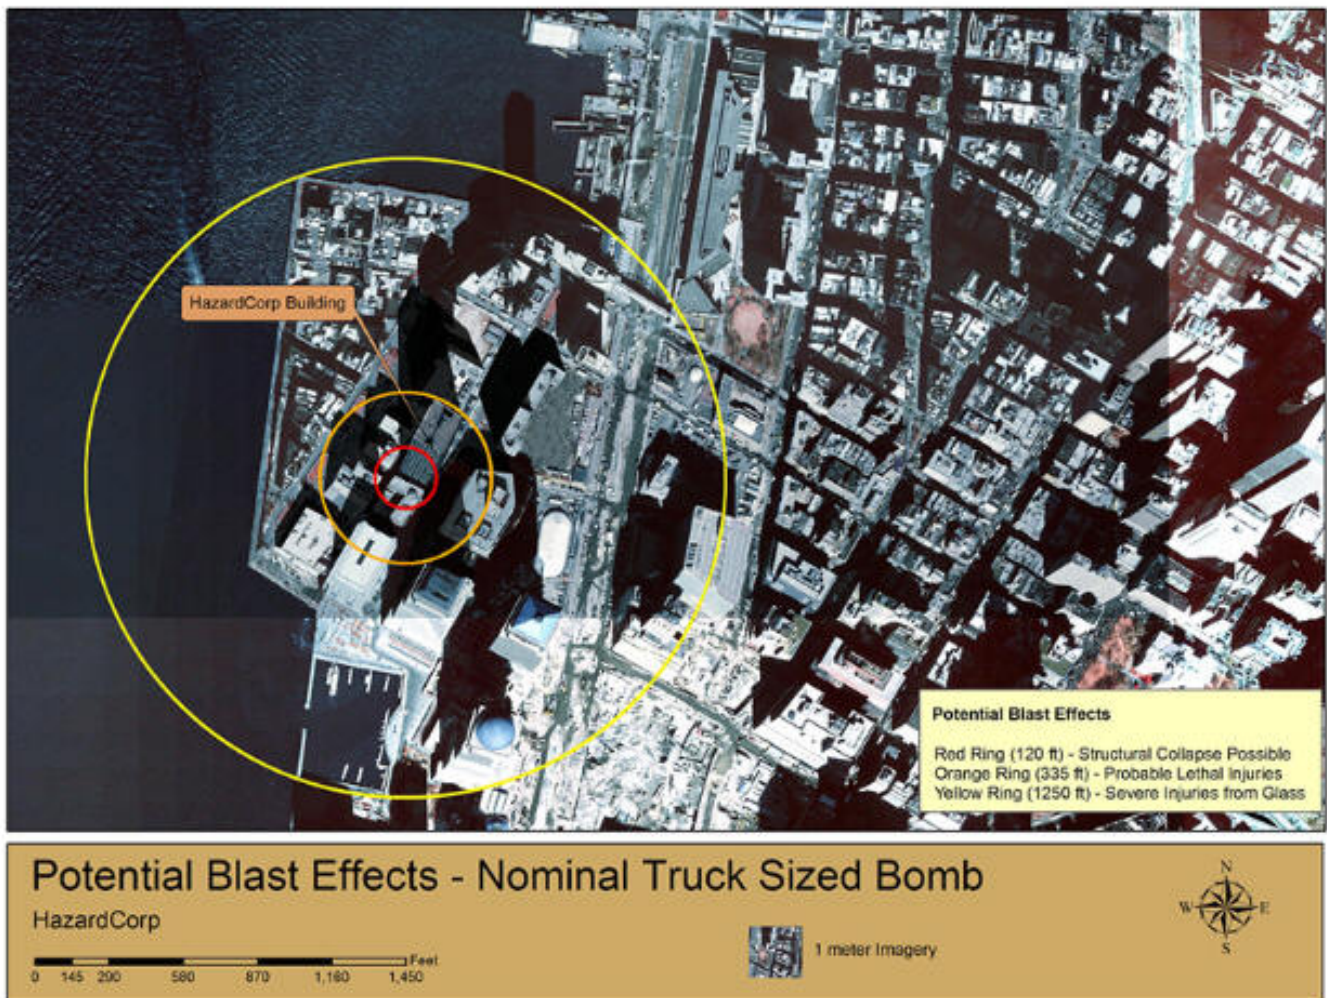 HazardCorp Building
Potential Blast Effects
Red Ring (120 ft) - Structural Collapse Possible
Orange Ring (335 ft) - Probable Lethal Injuries
Yellow Ring (1250 ft) - Severe Injuries from Glass
Potential Blast Effects - Nominal Truck Sized Bomb
HazardCorp
Feet
0 145 290 580 870 1,160 1,450
1 meter Imagery
N
W E
S